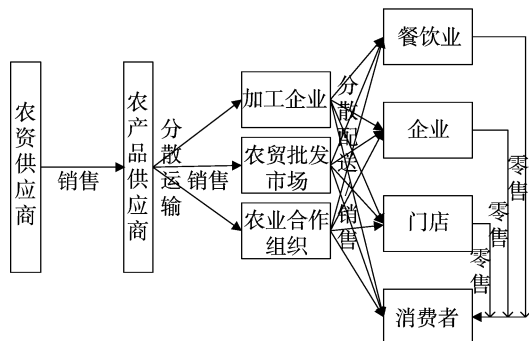 农资供应商
销售
农产品供应商
分散运输
销售
加工企业
农贸批发
市场
农业合作
组织
分散配送
销售
餐饮业
企业
门店
消费者
零售
零售
零售